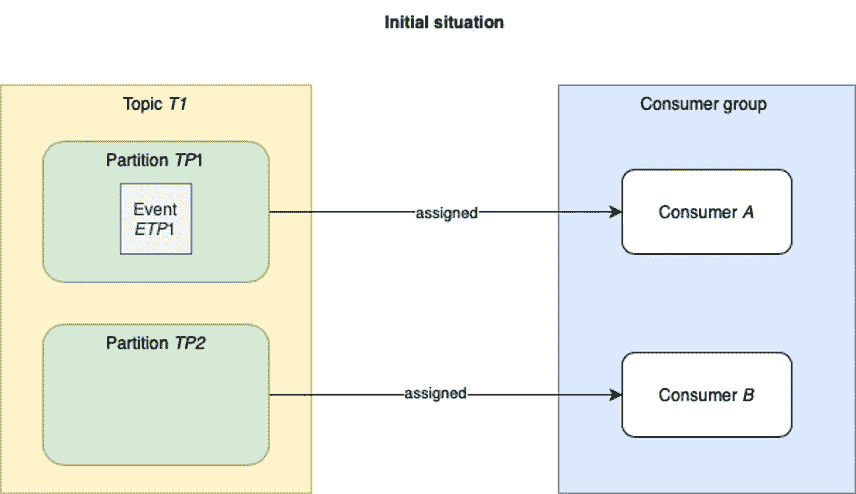 Initial situation
Topic T1
Consumer group
Partition TP1
Event
ETP1
assigned
Consumer A
Partition TP2
assigned
Consumer B